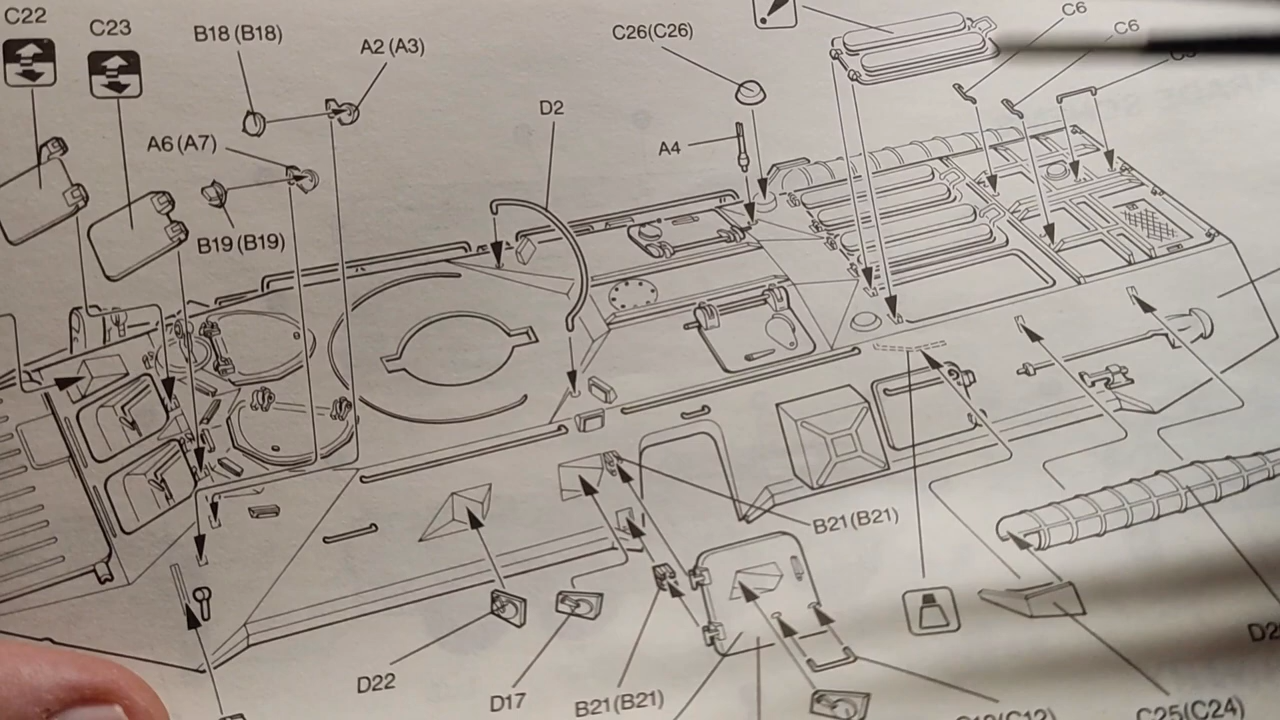 C22
C23
B18(B18)
A2(A3)
C26(C26)
C6
C6
D2
A6(A7)
A4
B19(B19)
B21(B21)
D22
D17
B21(B21)
C25(C24)